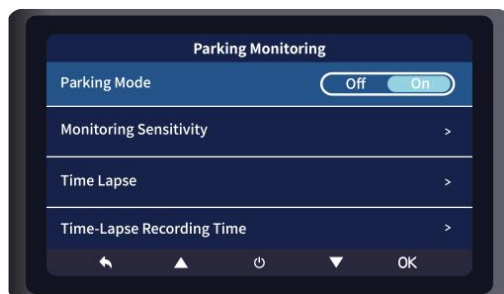 Parking Monitoring
Parking Mode Off On
Monitoring Sensitivity >
Time Lapse >
Time-Lapse Recording Time >
OK